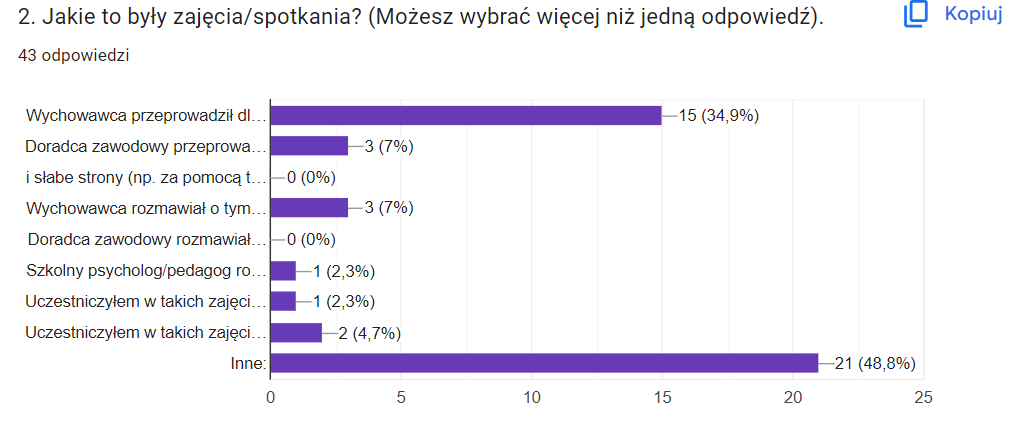 2. Jakie to były zajęcia/spotkania? (Możesz wybrać więcej niż jedną odpowiedź).
Kopiuj
43 odpowiedzi
Wychowawca przeprowadził dl… 15 (34,9%)
Doradca zawodowy przeprowa… 3 (7%)
i słabe strony (np. za pomocą t… 0 (0%)
Wychowawca rozmawiał o tym… 3 (7%)
Doradca zawodowy rozmawiał… 0 (0%)
Szkolny psycholog/pedagog ro… 1 (2,3%)
Uczestniczyłem w takich zajęci… 1 (2,3%)
Uczestniczyłem w takich zajęci… 2 (4,7%)
Inne: 21 (48,8%)
0 5 10 15 20 25